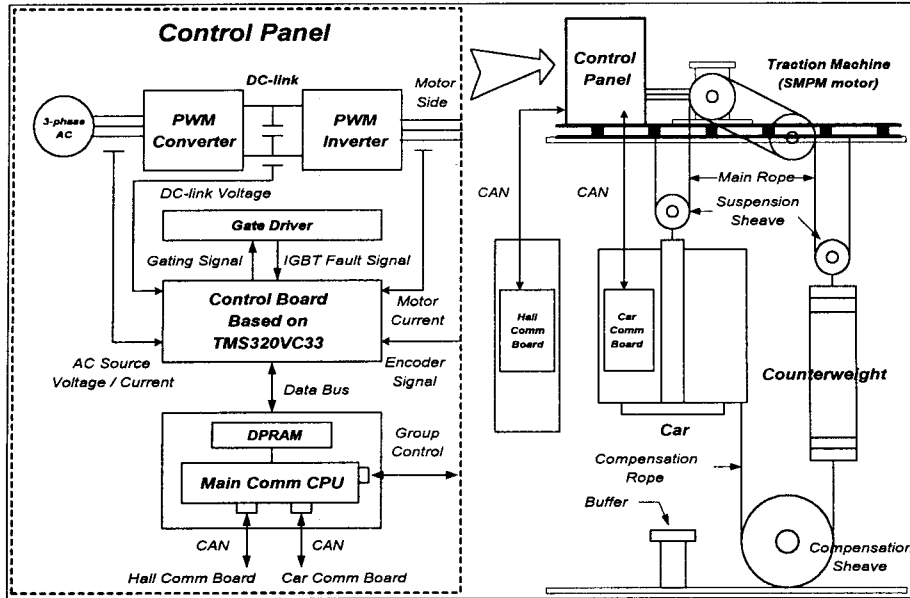 Control Panel
DC-link
Motor
Side
3-phase
AC
PWM
Converter
PWM
Inverter
DC-link Voltage
Gate Driver
Gating Signal
IGBT Fault Signal
Control Board
Based on
TMS320VC33
Motor
Current
AC Source
Voltage / Current
Encoder
Signal
Data Bus
DPRAM
Group
Control
Main Comm CPU
CAN
CAN
Hall Comm Board
Car Comm Board
Control
Panel
Traction Machine
(SMPM motor)
CAN
CAN
Main Rope
Suspension
Sheave
Hall
Comm
Board
Car
Comm
Board
Counterweight
Car
Compensation
Rope
Buffer
Compensation
Sheave